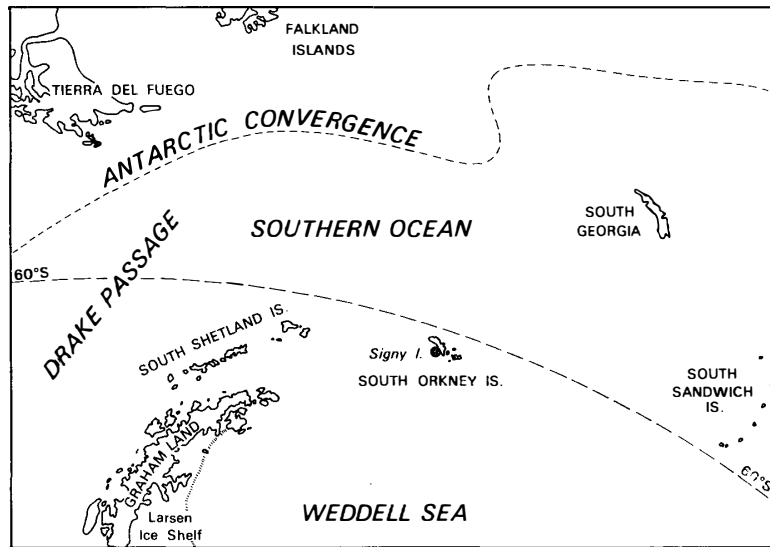 FALKLAND
ISLANDS
TIERRA DEL FUEGO
ANTARCTIC CONVERGENCE
SOUTH
GEORGIA
SOUTHERN OCEAN
60°S
DRAKE PASSAGE
SOUTH SHETLAND IS.
Signy I.
SOUTH ORKNEY IS.
SOUTH
SANDWICH
IS.
GRAHAM LAND
60°S
Larsen
Ice Shelf
WEDDELL SEA